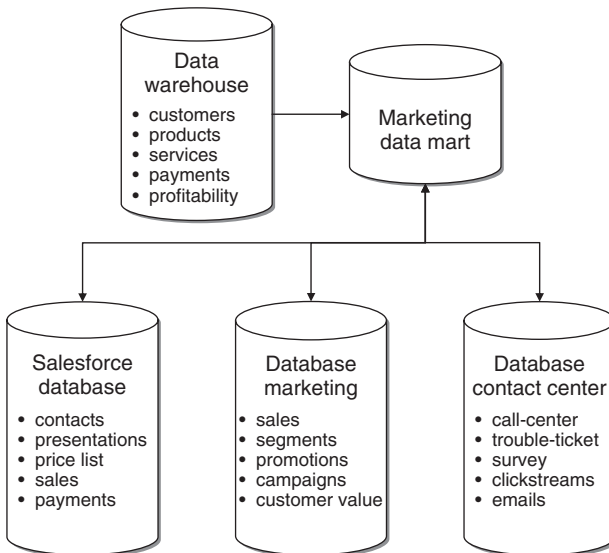 Data
warehouse
• customers
• products
• services
• payments
• profitability
Marketing
data mart
Salesforce
database
• contacts
• presentations
• price list
• sales
• payments
Database
marketing
• sales
• segments
• promotions
• campaigns
• customer value
Database
contact center
• call-center
• trouble-ticket
• survey
• clickstreams
• emails